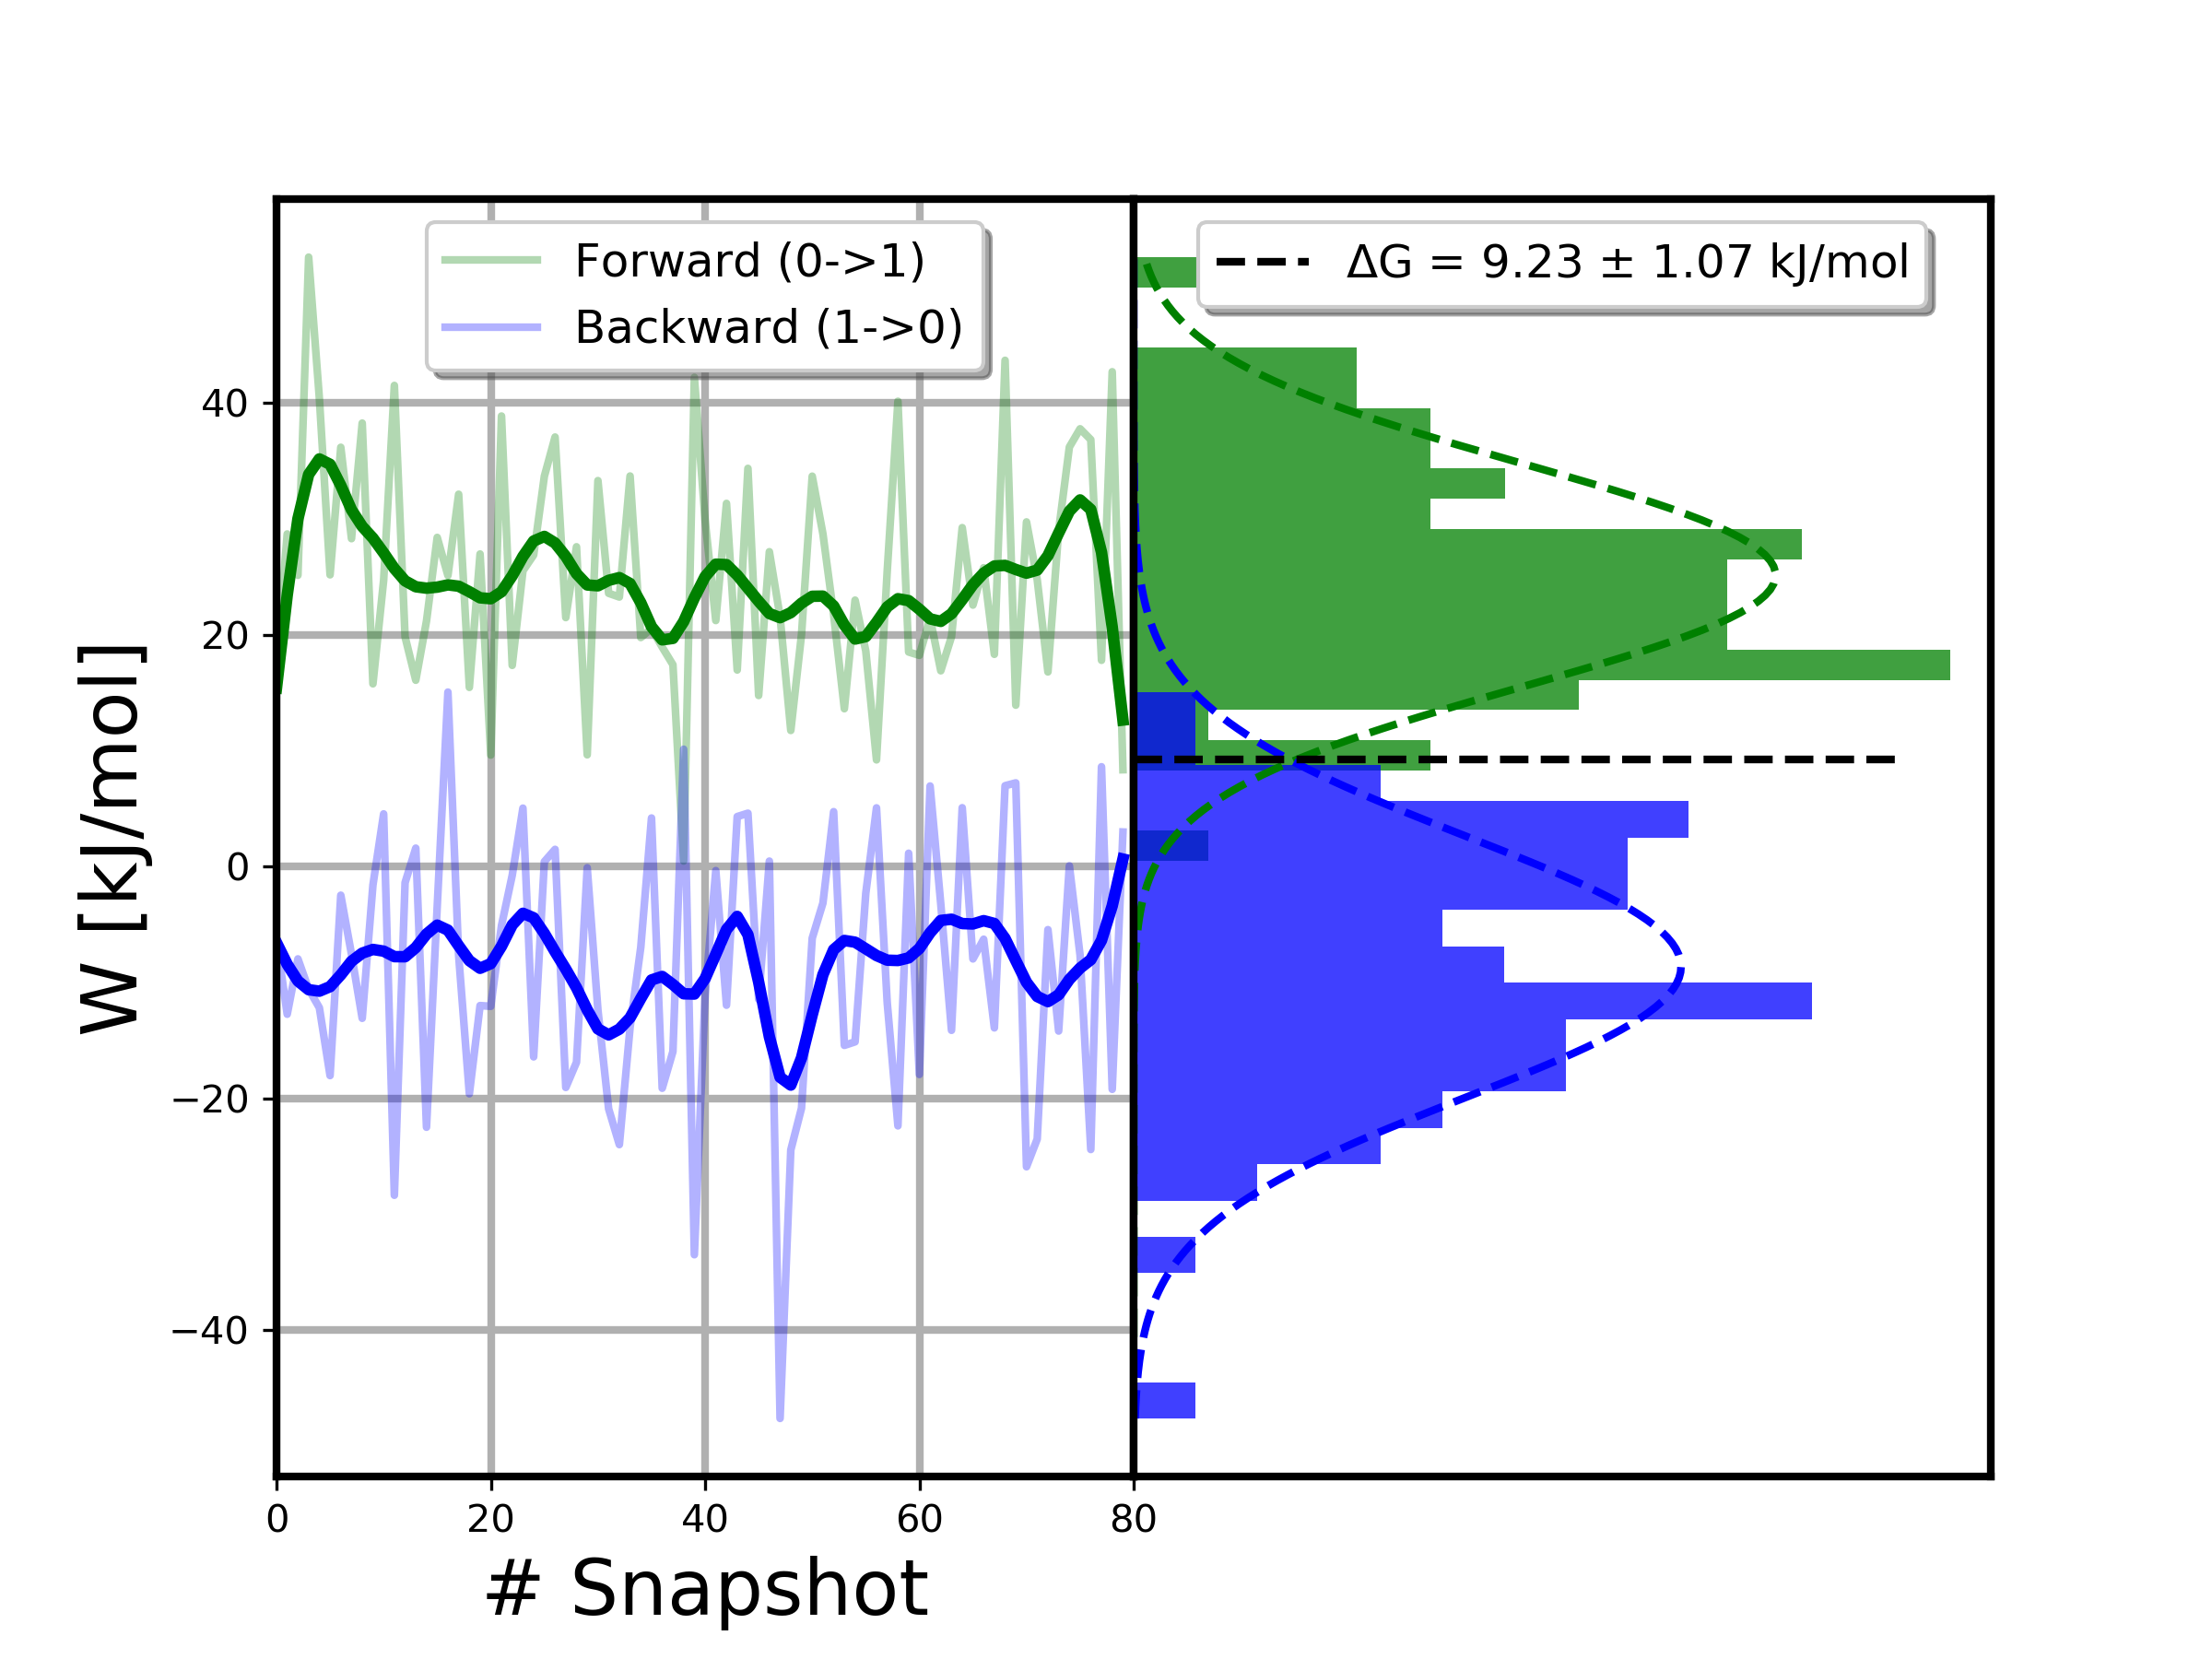 Forward (0->1)
Backward (1->0)
ΔG = 9.23 ± 1.07 kJ/mol
W [kJ/mol]
40
20
0
−20
−40
0 20 40 60 80
# Snapshot